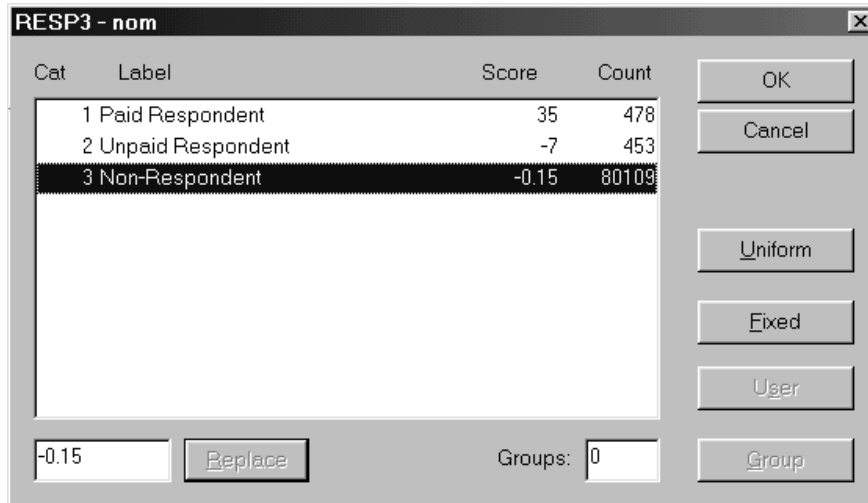 RESP3 - nom
Cat Label Score Count
1 Paid Respondent 35 478
2 Unpaid Respondent -7 453
3 Non-Respondent -0.15 80109
OK
Cancel
Uniform
Fixed
User
-0.15 Replace Groups: 0 Group